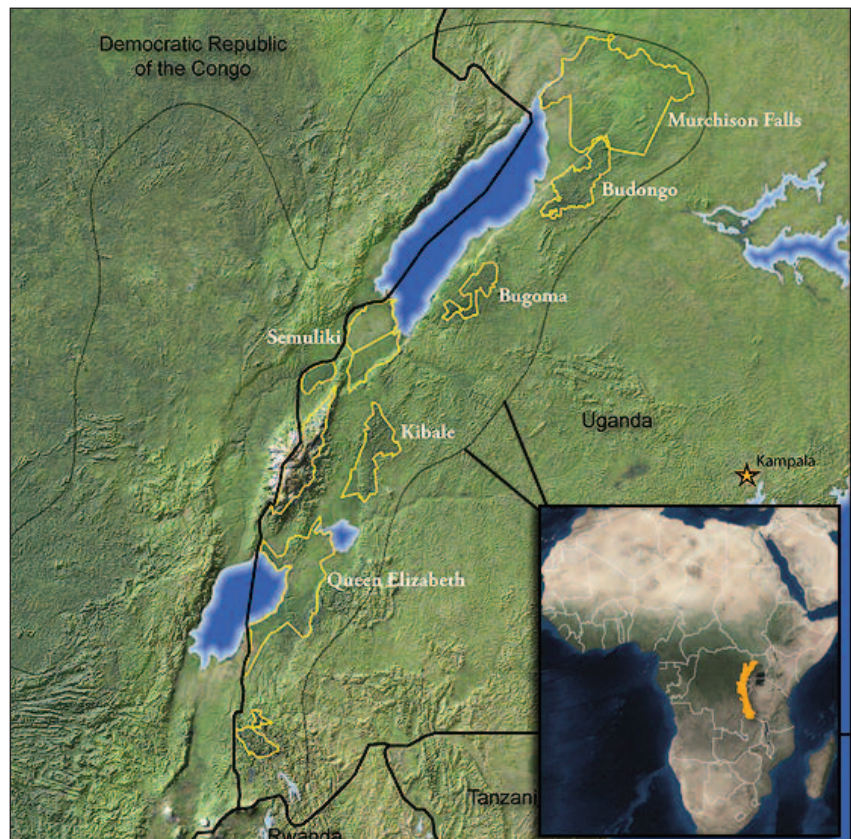 Democratic Republic
of the Congo
Murchison Falls
Budongo
Bugoma
Semuliki
Uganda
Kibale
Kampala
Queen Elizabeth
Tanzani
Rwanda